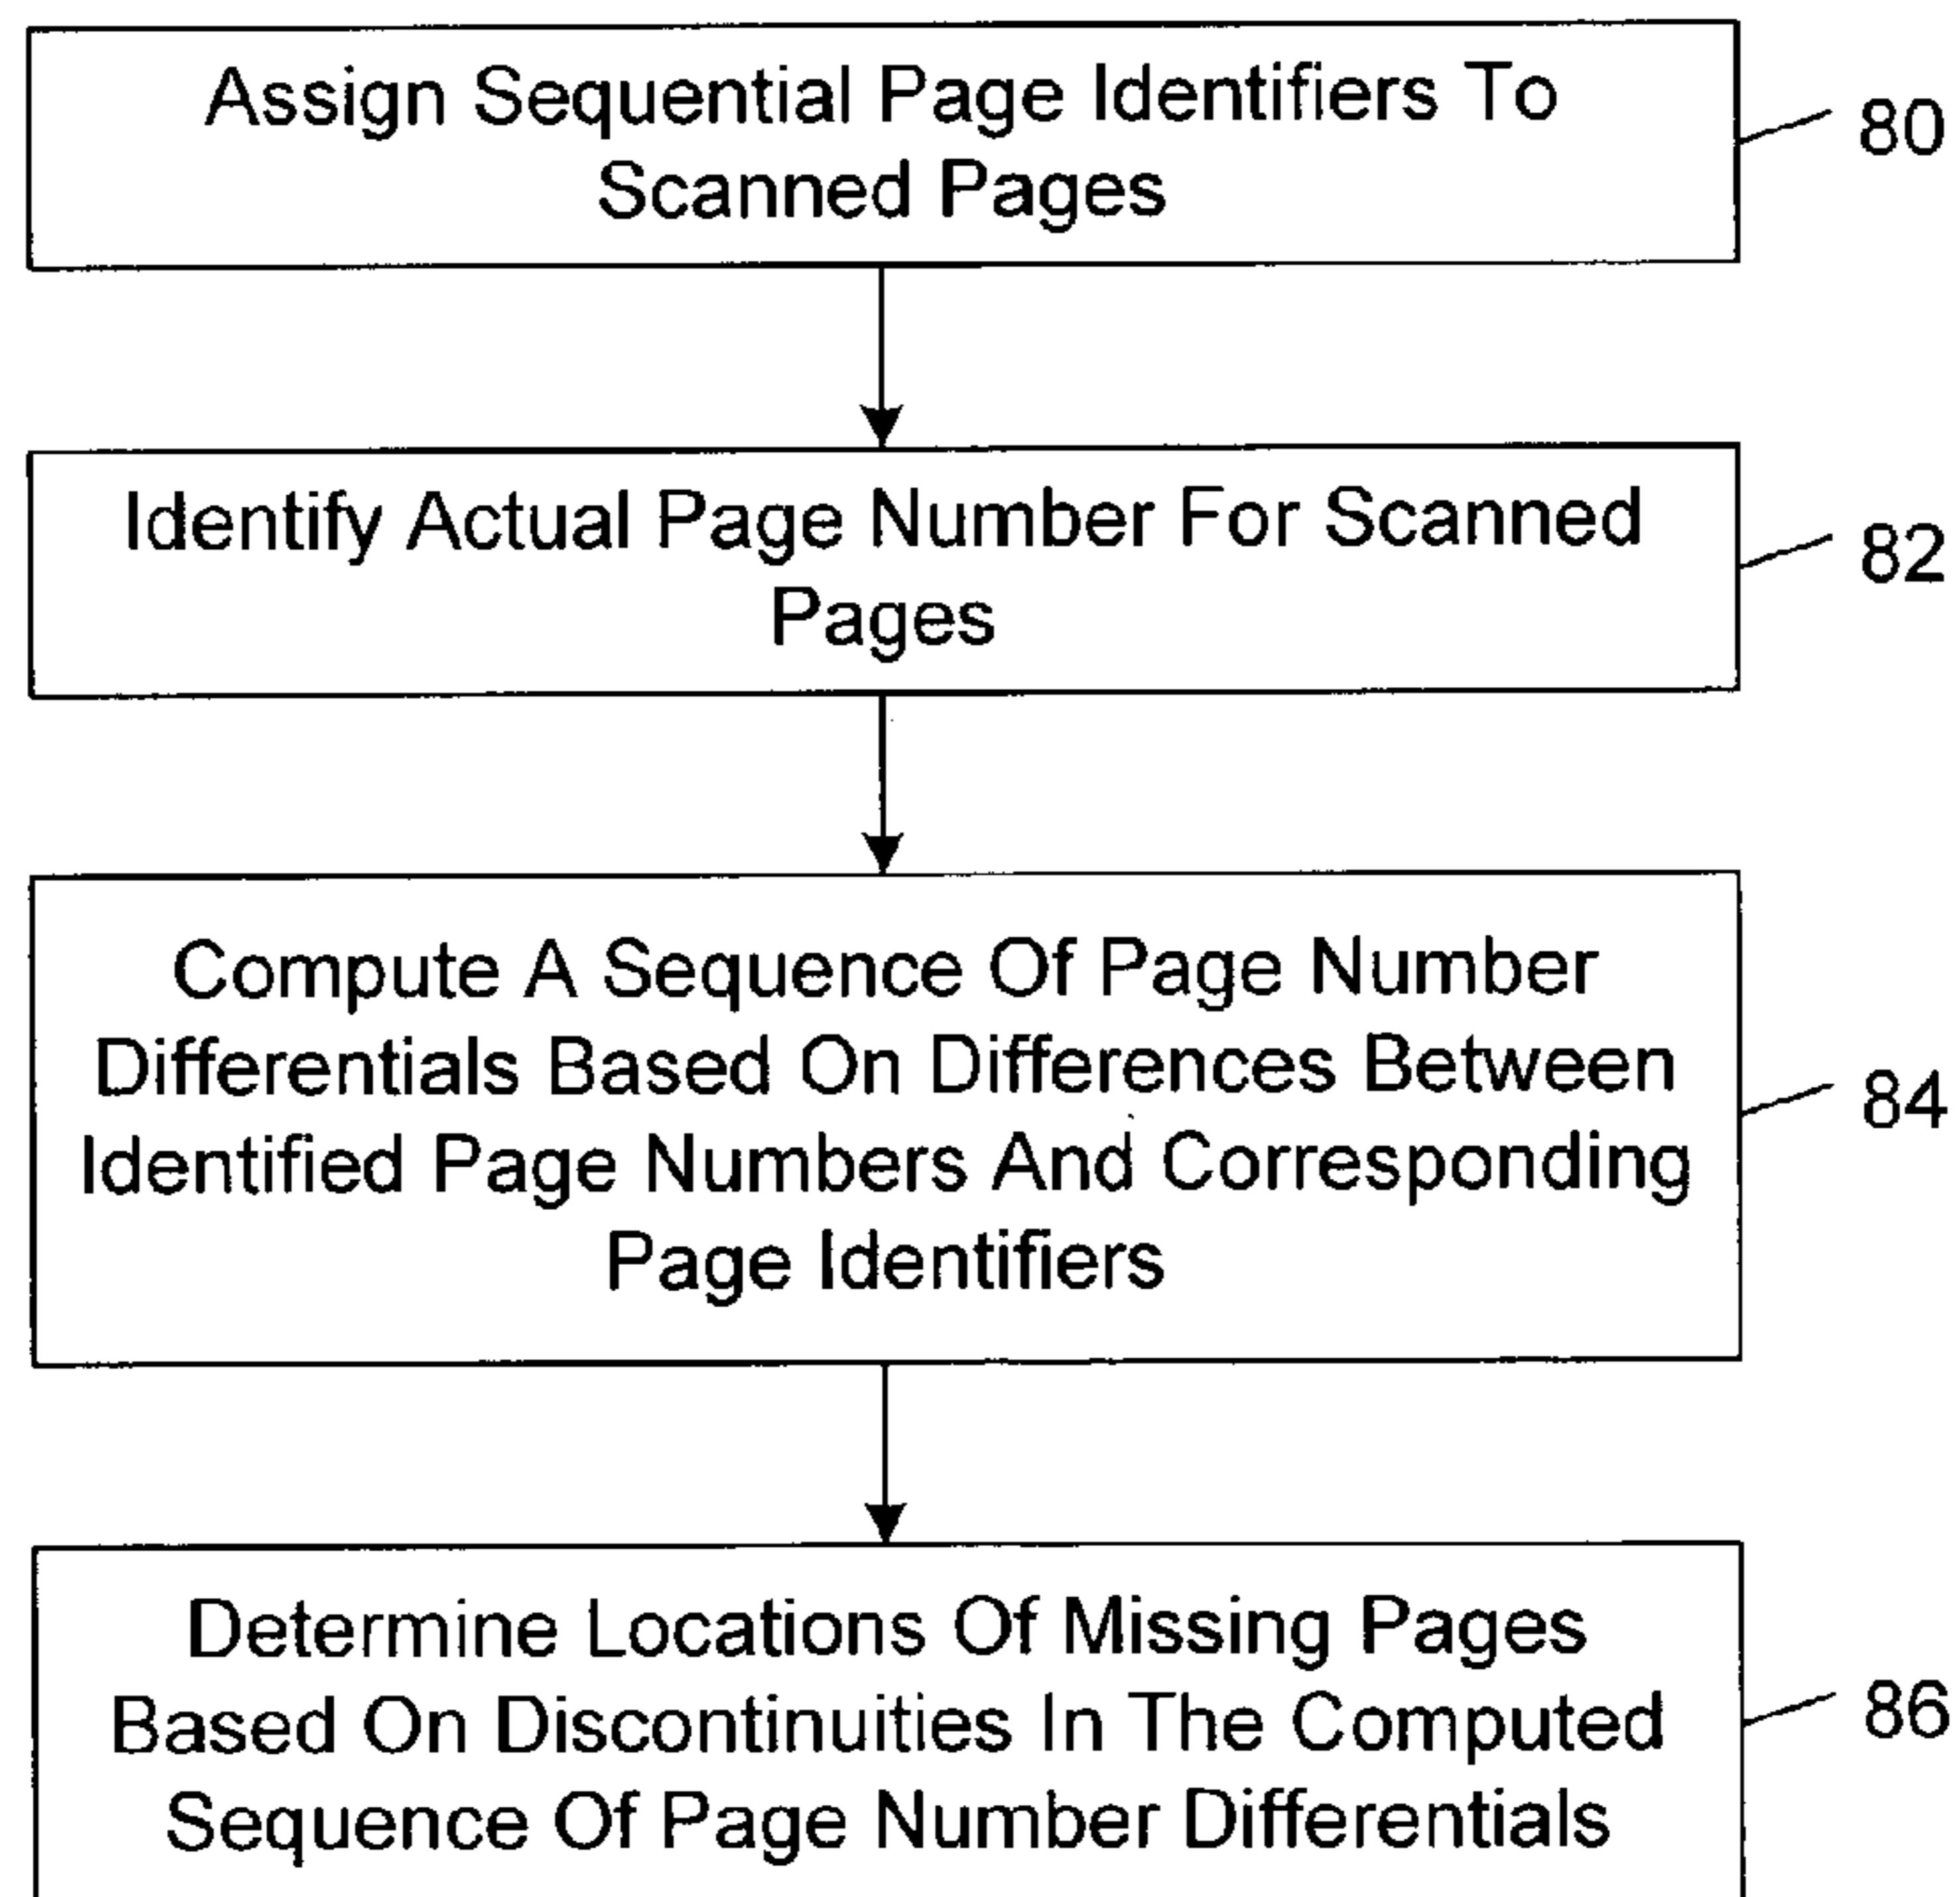 Assign Sequential Page Identifiers To
Scanned Pages
80
Identify Actual Page Number For Scanned
Pages
82
Compute A Sequence Of Page Number
Differentials Based On Differences Between
Identified Page Numbers And Corresponding
Page Identifiers
84
Determine Locations Of Missing Pages
Based On Discontinuities In The Computed
Sequence Of Page Number Differentials
86